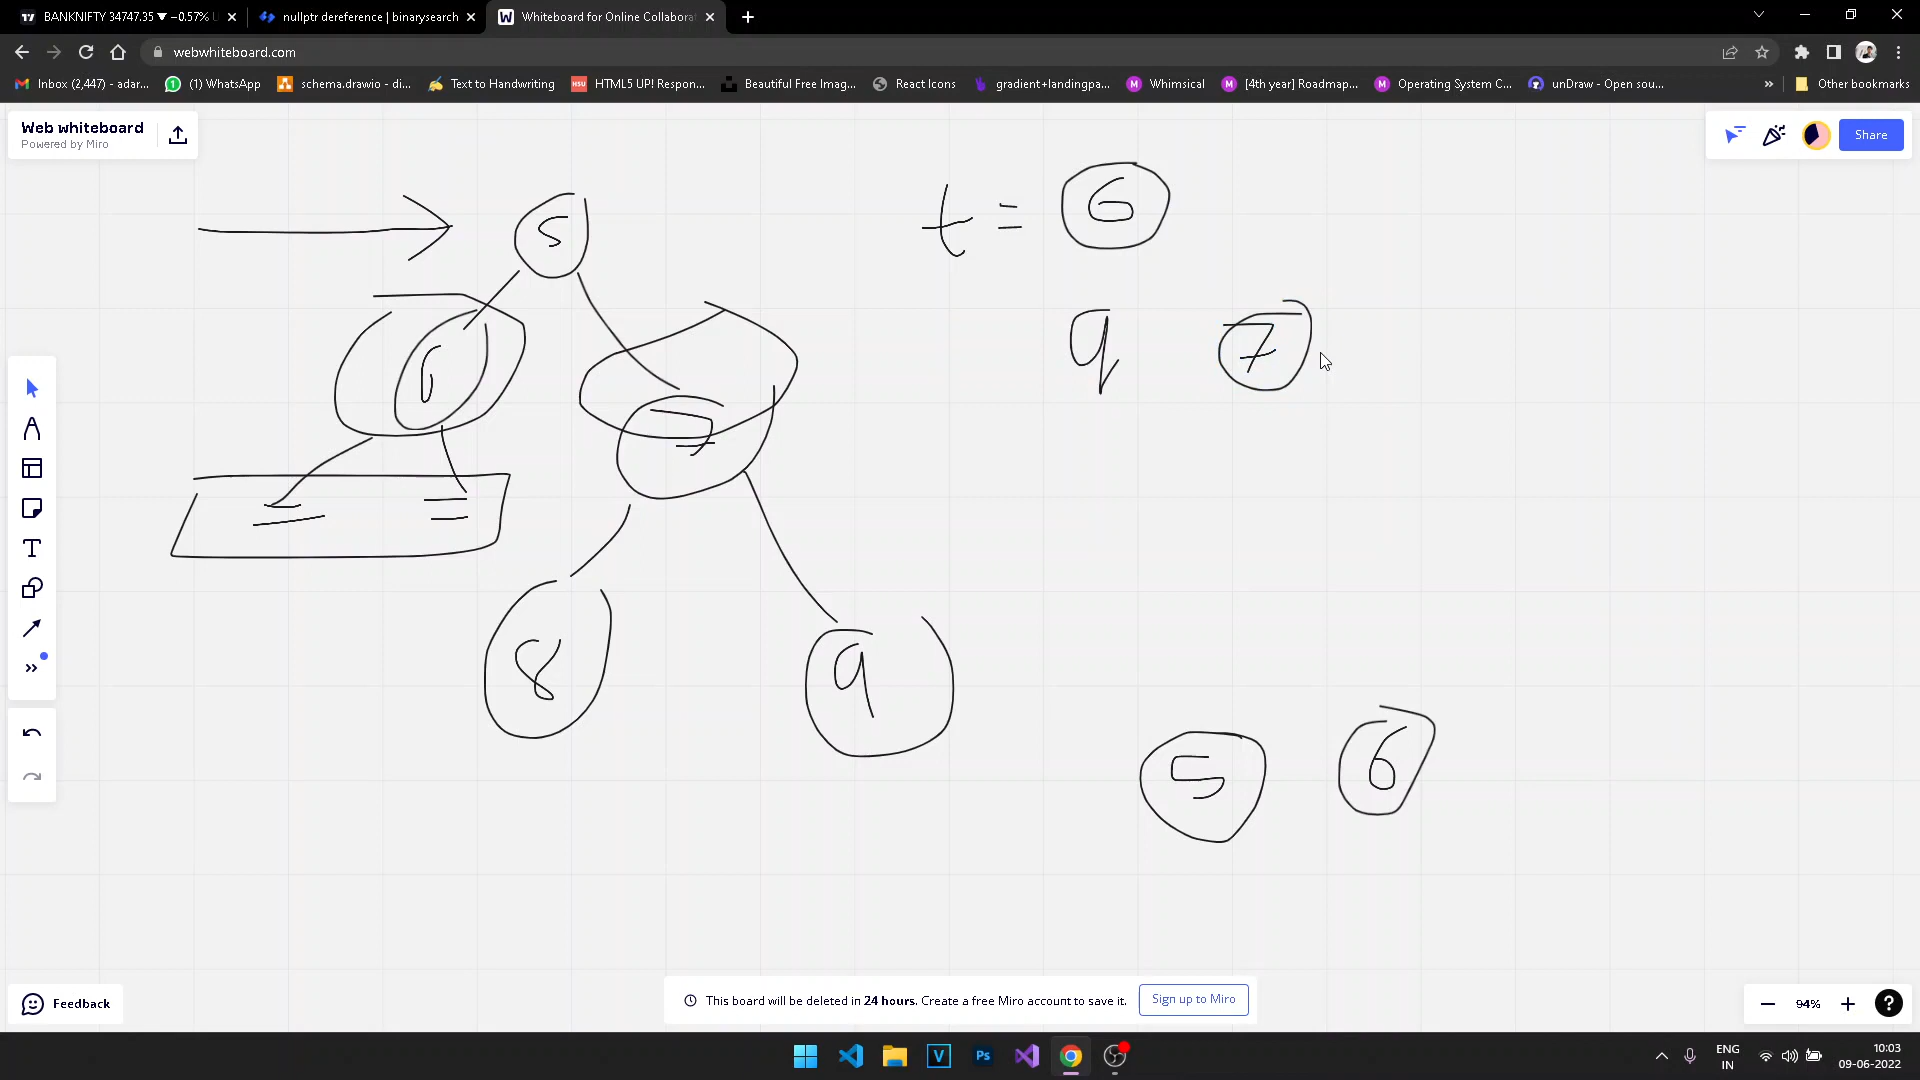 BANKNIFTY 34747.35 ▼ −0.57% U
nullptr dereference | binarysearch
Whiteboard for Online Collabora
webwhiteboard.com
Inbox (2,447) - adar...
(1) WhatsApp
schema.drawio - di...
Text to Handwriting
HTML5 UP! Respon...
Beautiful Free Imag...
React Icons
gradient+landingpa...
Whimsical
[4th year] Roadmap...
Operating System C...
unDraw - Open sou...
»
Other bookmarks
Web whiteboard
Powered by Miro
Share
t = 6
5
6
7
9 7
8
9
5 6
Feedback
This board will be deleted in 24 hours. Create a free Miro account to save it.
Sign up to Miro
94%
ENG
IN
10:03
09-06-2022